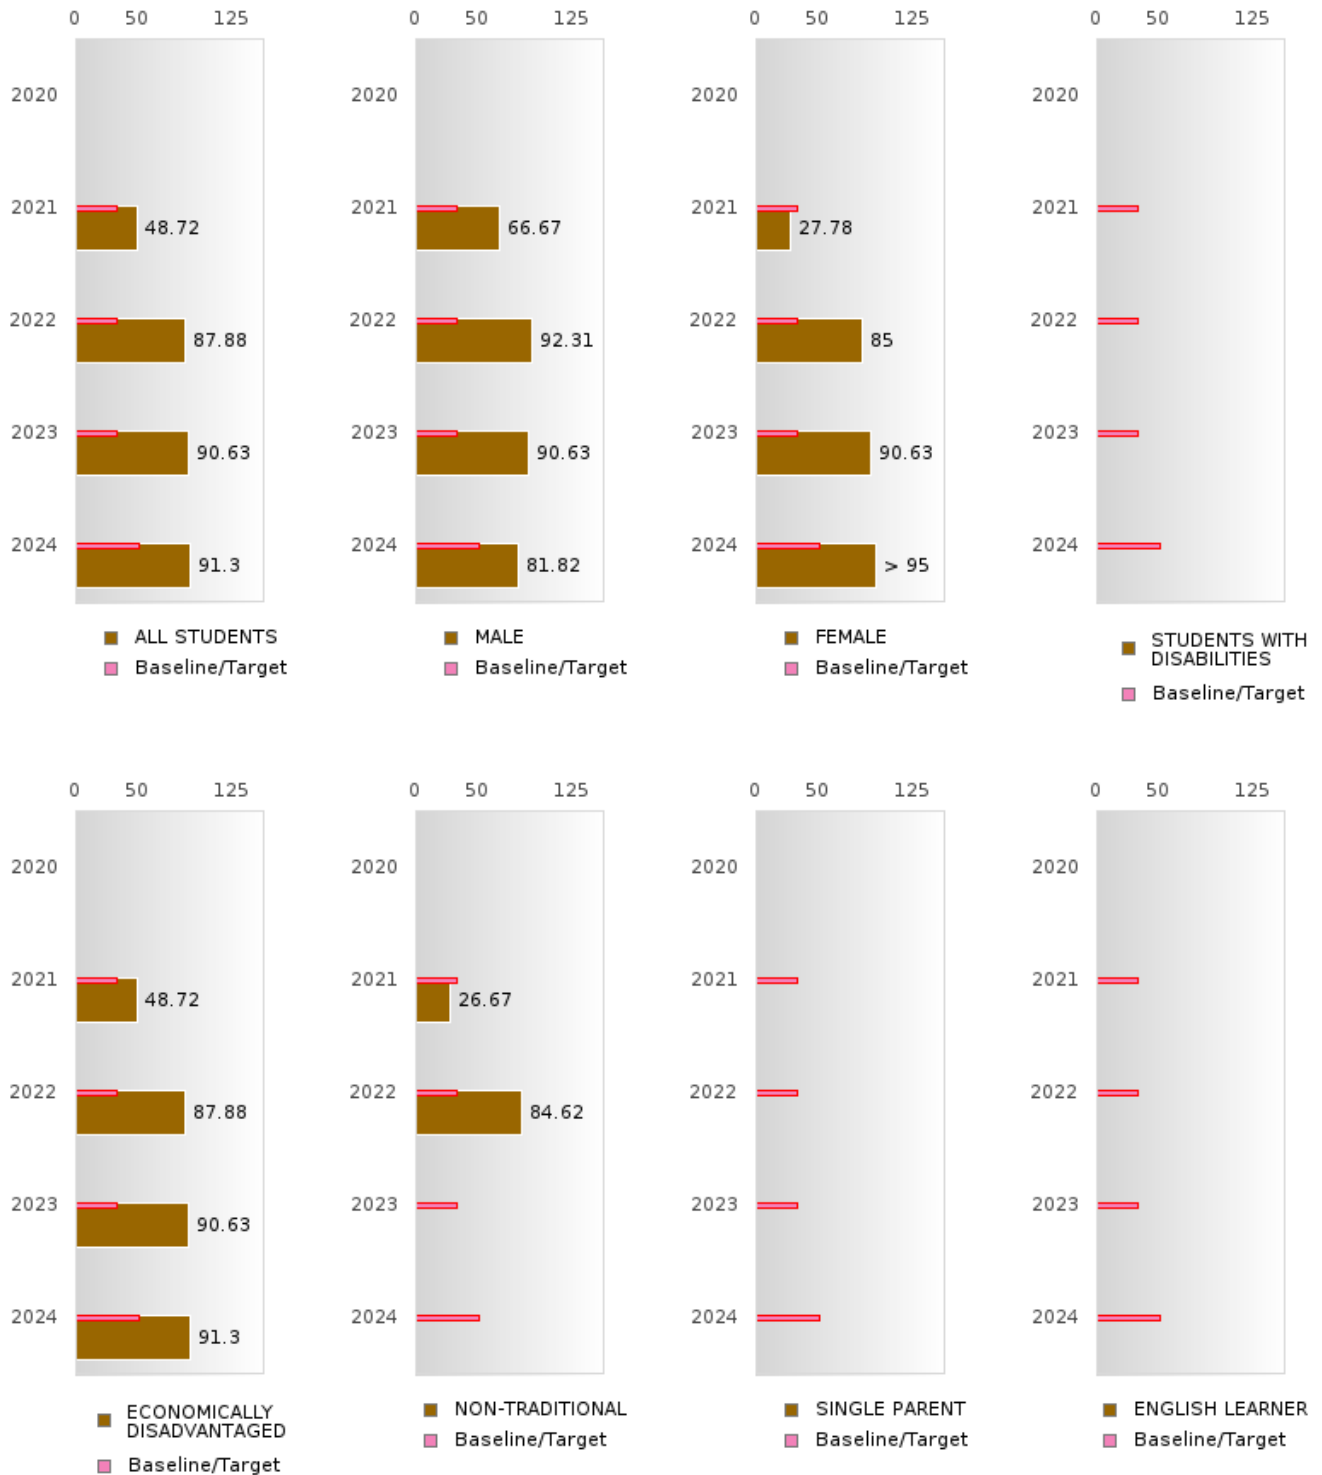 0 50 125
2020
2021 48.72
2022 87.88
2023 90.63
2024 91.3
ALL STUDENTS
Baseline/Target
0 50 125
2020
2021 66.67
2022 92.31
2023 90.63
2024 81.82
MALE
Baseline/Target
0 50 125
2020
2021 27.78
2022 85
2023 90.63
2024 > 95
FEMALE
Baseline/Target
0 50 125
2020
2021
2022
2023
2024
STUDENTS WITH
DISABILITIES
Baseline/Target
0 50 125
2020
2021 48.72
2022 87.88
2023 90.63
2024 91.3
ECONOMICALLY
DISADVANTAGED
Baseline/Target
0 50 125
2020
2021 26.67
2022 84.62
2023
2024
NON-TRADITIONAL
Baseline/Target
0 50 125
2020
2021
2022
2023
2024
SINGLE PARENT
Baseline/Target
0 50 125
2020
2021
2022
2023
2024
ENGLISH LEARNER
Baseline/Target